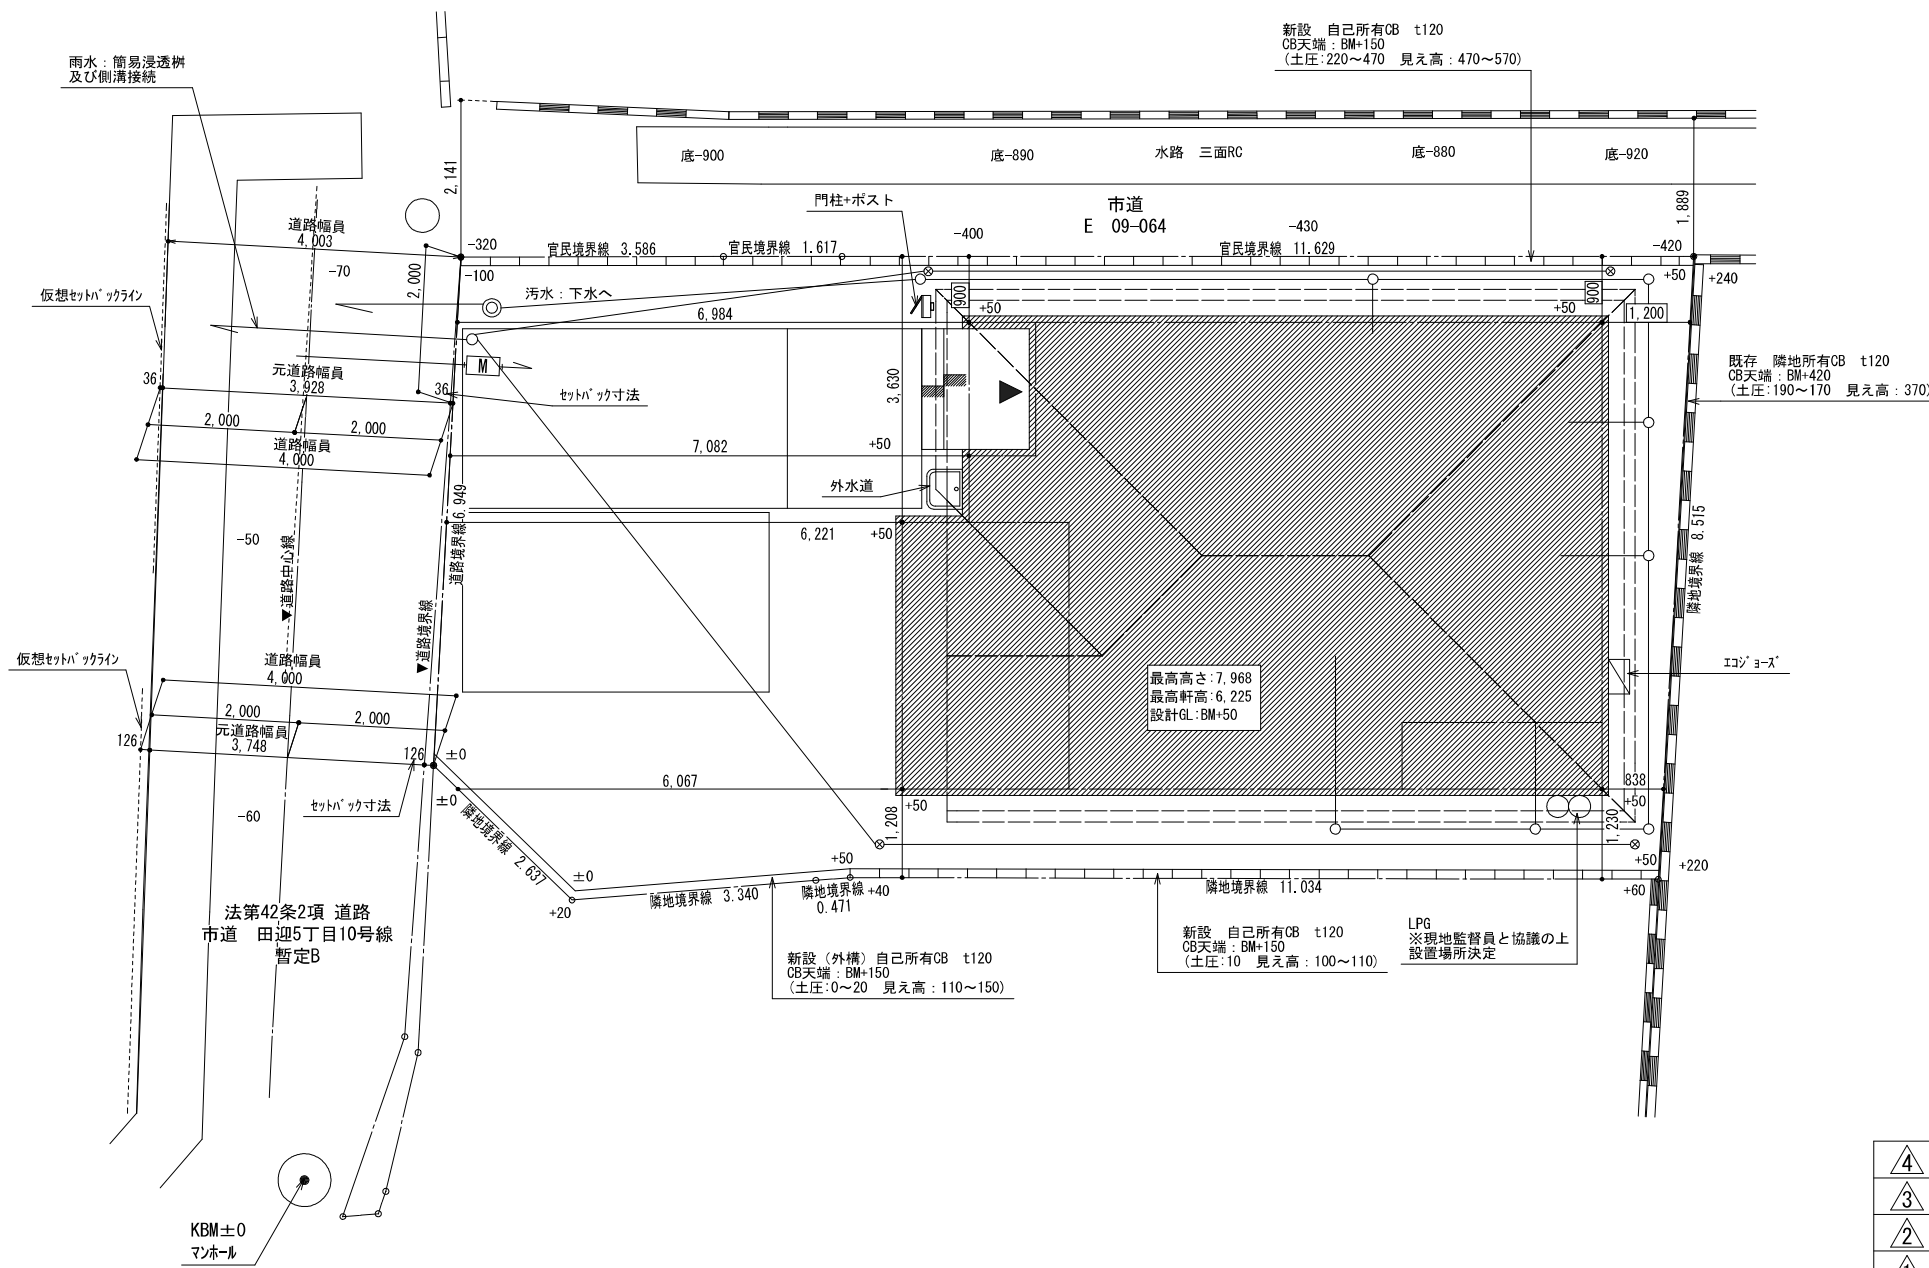 新設　自己所有CB　t120
CB天端：BM+150
(土圧:220～470　見え高：470～570)
雨水：簡易浸透桝
及び側溝接続
底-900
底-890
水路　三面RC
底-880
底-920
2,141
1,889
門柱+ポスト
市道
E　09-064
道路幅員
4,003
-320
官民境界線　3.586
官民境界線　1.617
-400
官民境界線　11.629
-430
-420
-70
2,000
-100
+50
+240
仮想ｾｯﾄﾊﾞｯｸﾗｲﾝ
汚水：下水へ
900
+50
+50
900
6,984
1,200
元道路幅員
3,928
M
36
36
ｾｯﾄﾊﾞｯｸ寸法
3,630
既存　隣地所有CB　t120
CB天端：BM+420
(土圧:190～170　見え高：370)
2,000
2,000
道路幅員
4,000
7,082
+50
外水道
道路境界線 6.949
6,221
+50
-50
▼道路中心線
▼道路境界線
隣地境界線　8.515
仮想ｾｯﾄﾊﾞｯｸﾗｲﾝ
道路幅員
4,000
最高高さ:7,968
最高軒高:6,225
設計GL:BM+50
ｴｺｼﾞｮｰｽﾞ
2,000
2,000
元道路幅員
3,748
126
126
±0
±0
6,067
838
+50
+50
ｾｯﾄﾊﾞｯｸ寸法
-60
1,208
1,230
隣地境界線　2.637
±0
+50
+50
+220
+20
隣地境界線　3.340
隣地境界線
0.471
+40
隣地境界線　11.034
+60
法第42条2項 道路
市道　田迎5丁目10号線
暫定B
新設（外構）自己所有CB　t120
CB天端：BM+150
(土圧:0～20　見え高：110～150)
新設　自己所有CB　t120
CB天端：BM+150
(土圧:10　見え高：100～110)
LPG
※現地監督員と協議の上
設置場所決定
KBM±0
ﾏﾝﾎｰﾙ
4
3
2